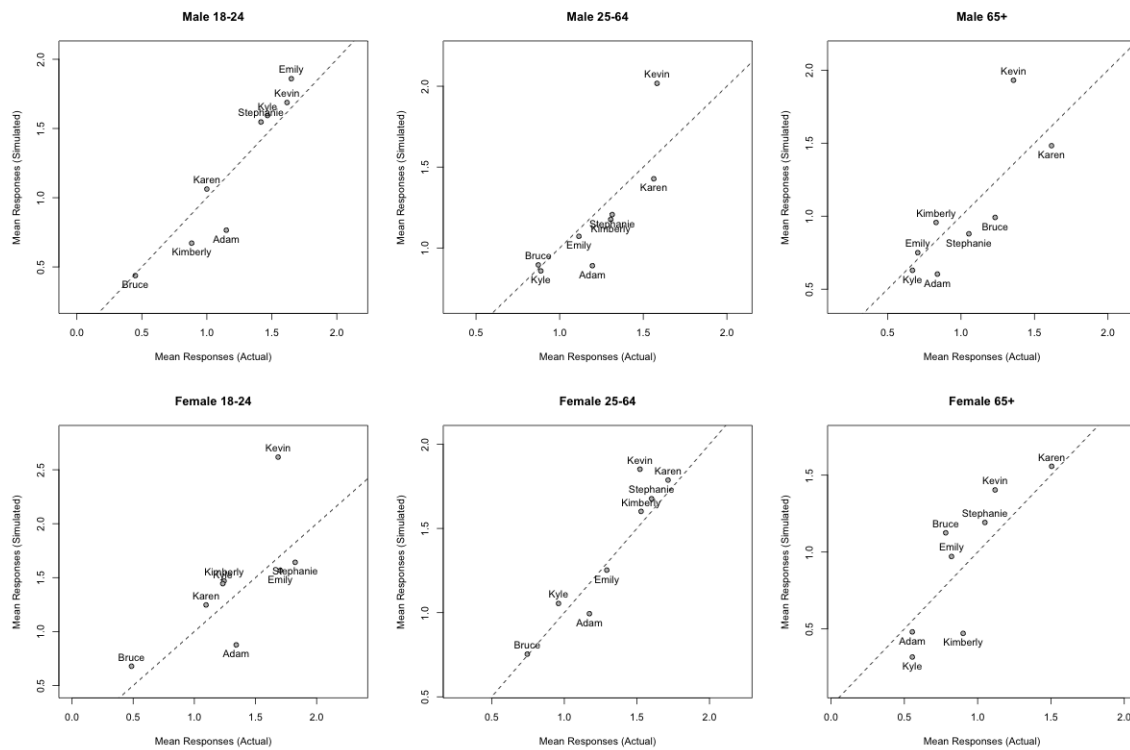 Male 18-24
Mean Responses (Simulated)
2.0
1.5
1.0
0.5
Emily
Kevin
Kyle
Stephanie
Karen
Adam
Kimberly
Bruce
0.0 0.5 1.0 1.5 2.0
Mean Responses (Actual)
Male 25-64
Mean Responses (Simulated)
2.0
1.5
1.0
Kevin
Karen
Stephanie
Kimberly
Emily
Bruce
Kyle
Adam
0.5 1.0 1.5 2.0
Mean Responses (Actual)
Male 65+
Mean Responses (Simulated)
2.0
1.5
1.0
0.5
Kevin
Karen
Kimberly
Bruce
Stephanie
Emily
Kyle
Adam
0.5 1.0 1.5 2.0
Mean Responses (Actual)
Female 18-24
Mean Responses (Simulated)
2.5
2.0
1.5
1.0
0.5
Kevin
Kimberly
Kyle
Stephanie
Emily
Karen
Adam
Bruce
0.0 0.5 1.0 1.5 2.0
Mean Responses (Actual)
Female 25-64
Mean Responses (Simulated)
2.0
1.5
1.0
0.5
Kevin
Karen
Stephanie
Kimberly
Emily
Kyle
Adam
Bruce
0.5 1.0 1.5 2.0
Mean Responses (Actual)
Female 65+
Mean Responses (Simulated)
1.5
1.0
0.5
Karen
Kevin
Stephanie
Bruce
Emily
Adam
Kimberly
Kyle
0.0 0.5 1.0 1.5 2.0
Mean Responses (Actual)